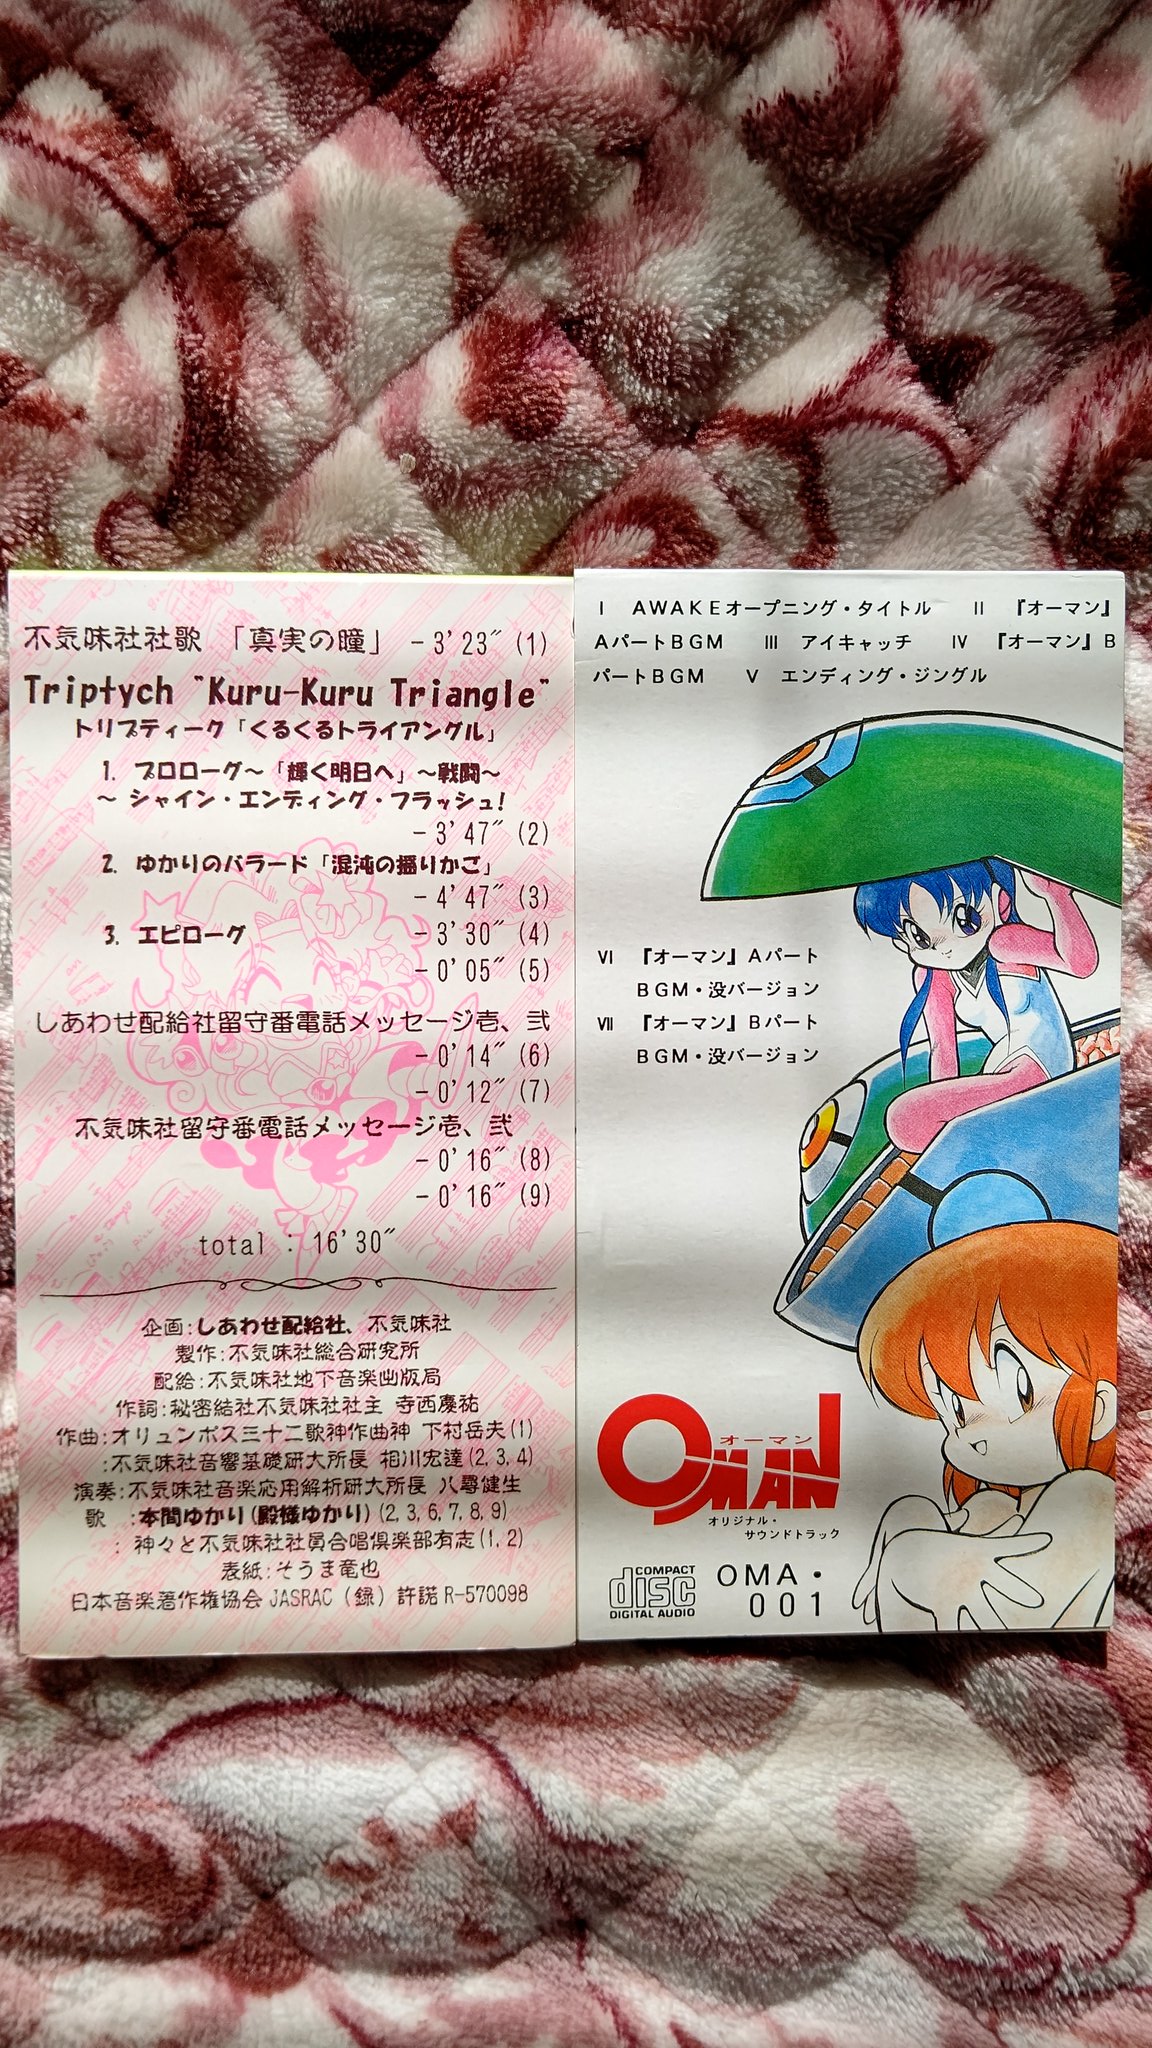 不気味社社歌 「真実の瞳」 -3'23" (1)
Triptych "Kuru-Kuru Triangle"
トリプティーク「くるくるトライアングル」
1. プロローグ～「輝く明日へ」～戦闘～
～ シャイン・エンディング・フラッシュ!
-3'47" (2)
2. ゆかりのバラード「混沌の揺りかご」
-4'47" (3)
3. エピローグ -3'30" (4)
-0'05" (5)
しあわせ配給社留守番電話メッセージ壱、弐
-0'14" (6)
-0'12" (7)
不気味社留守番電話メッセージ壱、弐
-0'16" (8)
-0'16" (9)
total : 16'30"
企画:しあわせ配給社、不気味社
製作:不気味社総合研究所
配給:不気味社地下音楽出版局
作詞:秘密結社不気味社社主 寺西慶祐
作曲:オリュンポス三十二歌神作曲神 下村岳夫(1)
:不気味社音響基礎研大所長 相川宏達(2,3,4)
演奏:不気味社音楽応用解析研大所長 八尋健生
歌 :本間ゆかり(殿様ゆかり)(2,3,6,7,8,9)
: 神々と不気味社社員合唱倶楽部有志(1,2)
表紙:そうま竜也
日本音楽著作権協会 JASRAC (録) 許諾 R-570098
Ⅰ AWAKEオープニング・タイトル Ⅱ 『オーマン』
AパートBGM Ⅲ アイキャッチ Ⅳ 『オーマン』B
パートBGM Ⅴ エンディング・ジングル
Ⅵ 『オーマン』Aパート
BGM・没バージョン
Ⅶ 『オーマン』Bパート
BGM・没バージョン
オーマン
OMAN
オリジナル・
サウンドトラック
COMPACT
disc
DIGITAL AUDIO
OMA・
001